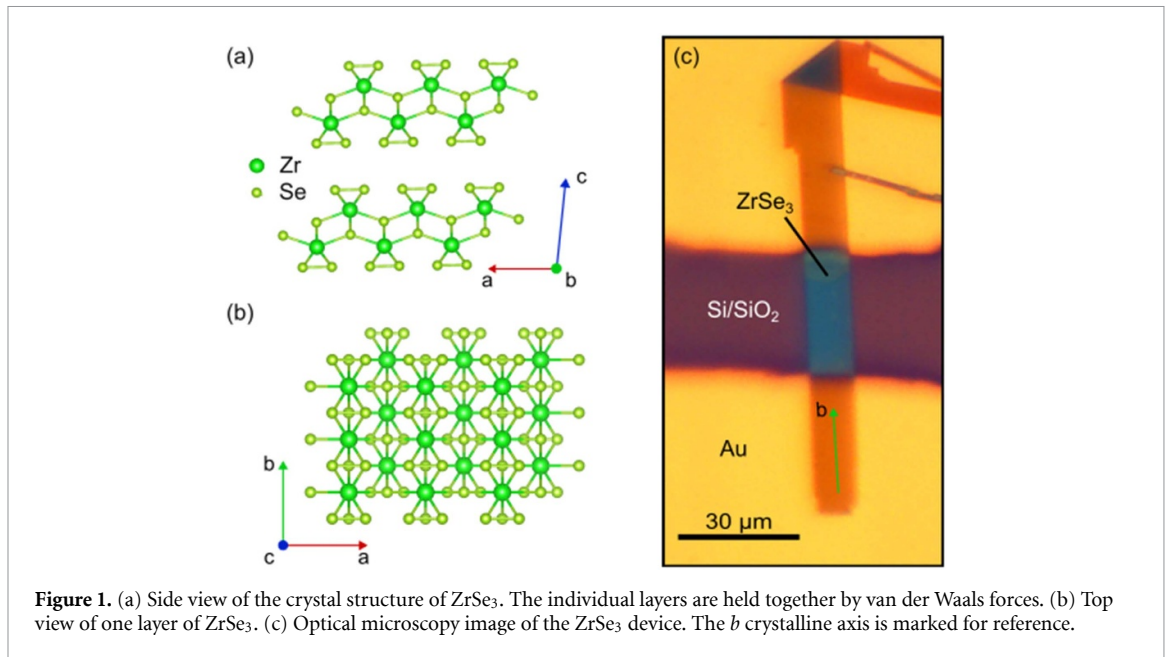 (a)
Zr
Se
c
a
b
(b)
b
c
a
(c)
ZrSe₃
Si/SiO₂
b
Au
30 µm
Figure 1. (a) Side view of the crystal structure of ZrSe₃. The individual layers are held together by van der Waals forces. (b) Top
view of one layer of ZrSe₃. (c) Optical microscopy image of the ZrSe₃ device. The b crystalline axis is marked for reference.